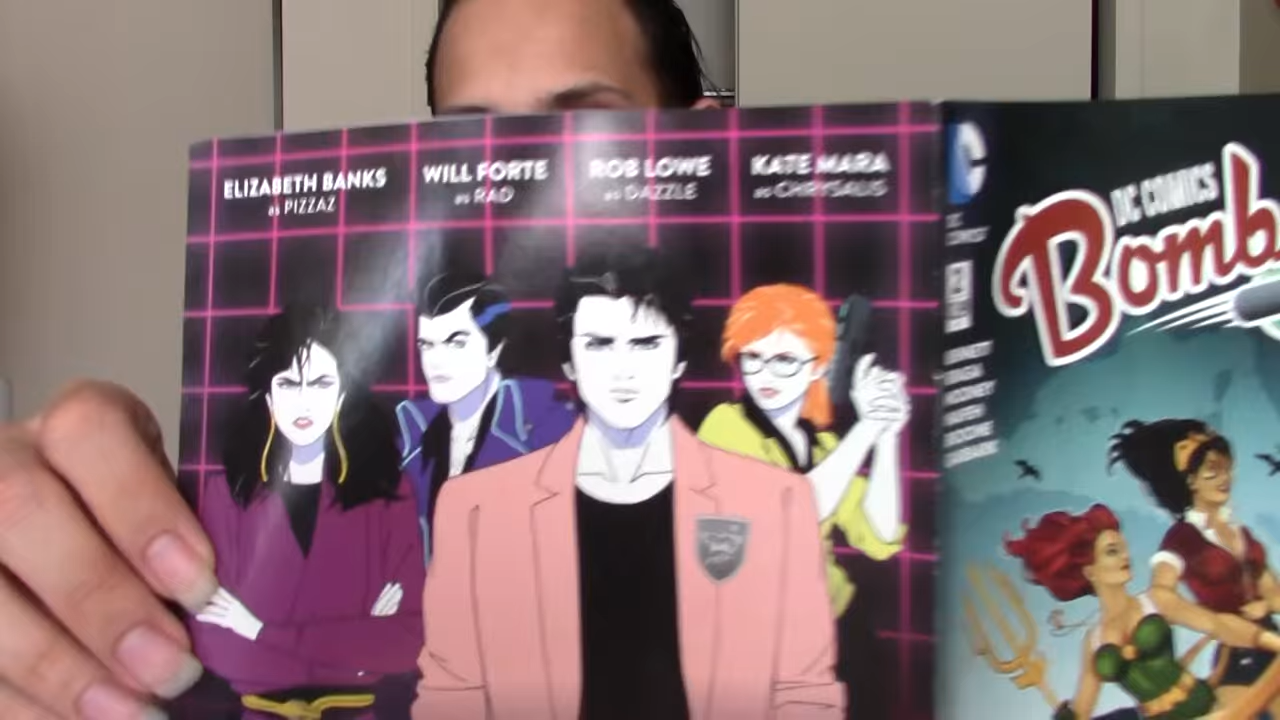 ELIZABETH BANKS
as PIZZAZ
WILL FORTE
as RAD
ROB LOWE
as DAZZLE
KATE MARA
as CHRYSALIS
DC COMICS
Bomb